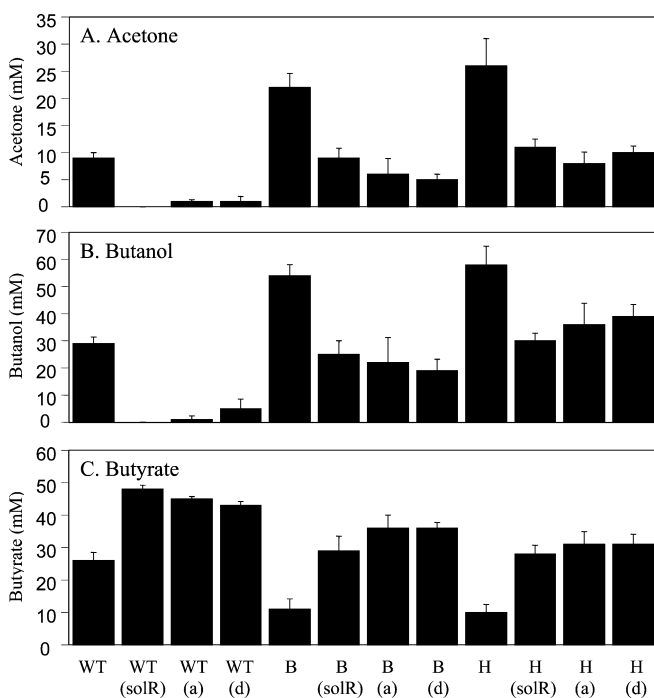 A. Acetone
Acetone (mM)
35
30
25
20
15
10
5
0
B. Butanol
Butanol (mM)
70
60
50
40
30
20
10
0
C. Butyrate
Butyrate (mM)
60
50
40
30
20
10
0
WT WT WT WT B B B B H H H H
(solR) (a) (d) (solR) (a) (d) (solR) (a) (d)